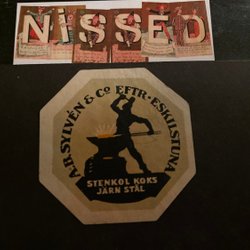 NiSSED
A.R. SYLVÉN & Co EFTR · ESKILSTUNA
STENKOL KOKS
JÄRN STÅL